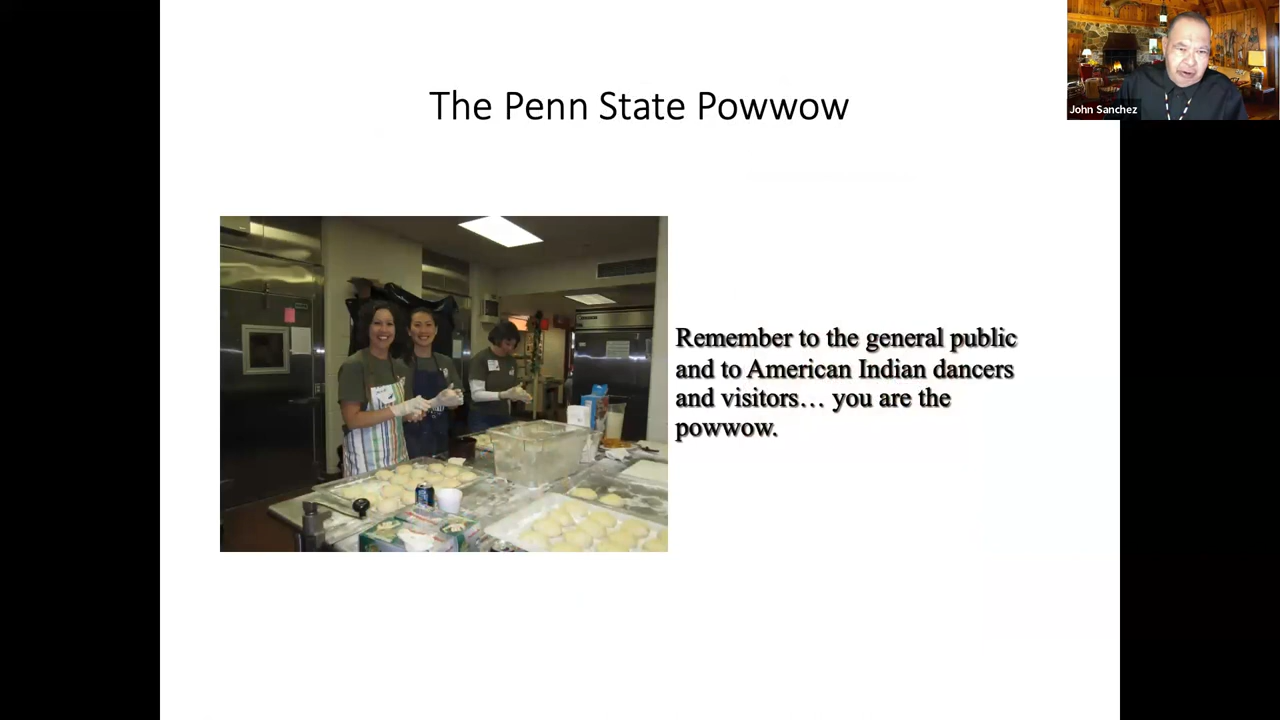 John Sanchez
The Penn State Powwow
Remember to the general public
and to American Indian dancers
and visitors… you are the
powwow.